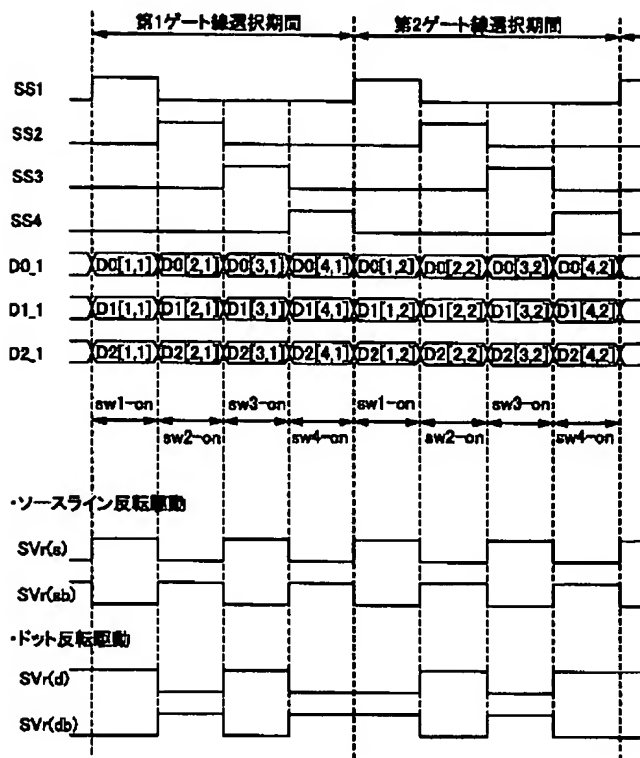 第1ゲート線選択期間 第2ゲート線選択期間
SS1
SS2
SS3
SS4
D0_1 D0[1,1] D0[2,1] D0[3,1] D0[4,1] D0[1,2] D0[2,2] D0[3,2] D0[4,2]
D1_1 D1[1,1] D1[2,1] D1[3,1] D1[4,1] D1[1,2] D1[2,2] D1[3,2] D1[4,2]
D2_1 D2[1,1] D2[2,1] D2[3,1] D2[4,1] D2[1,2] D2[2,2] D2[3,2] D2[4,2]
sw1-on sw3-on sw1-on sw3-on
sw2-on sw4-on sw2-on sw4-on
・ソースライン反転駆動
SVr(s)
SVr(sb)
・ドット反転駆動
SVr(d)
SVr(db)